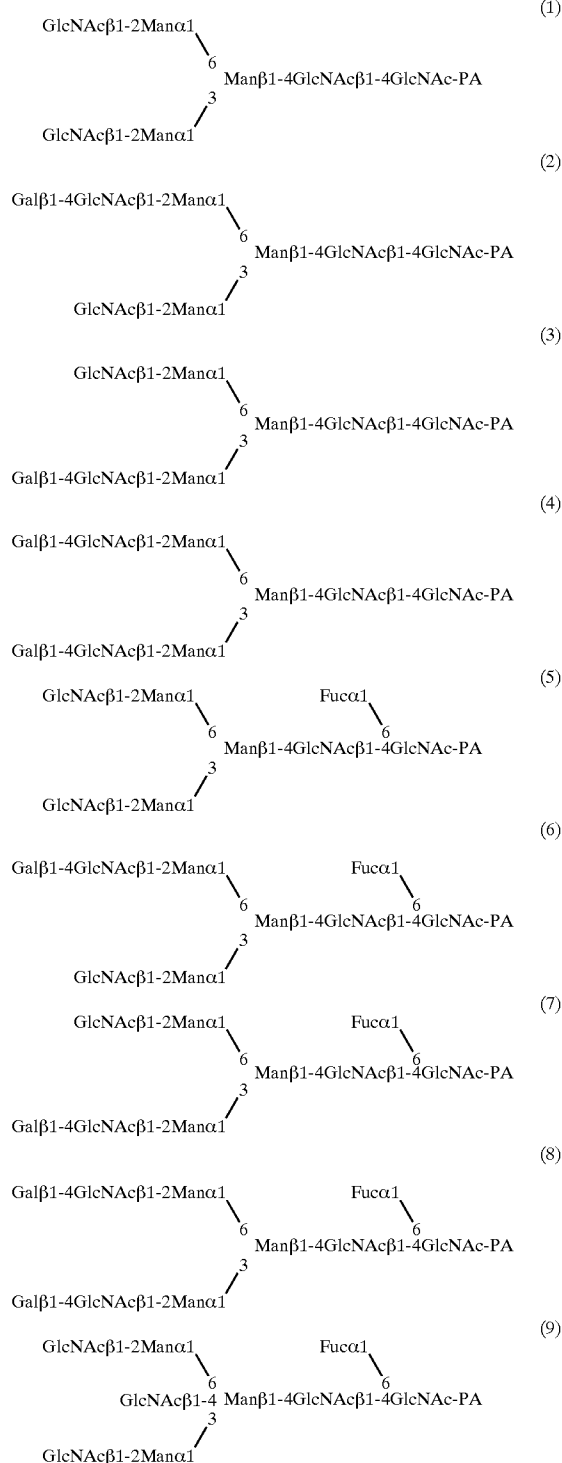 (1)
GlcNAcβ1-2Manα1
6
Manβ1-4GlcNAcβ1-4GlcNAc-PA
3
GlcNAcβ1-2Manα1
(2)
Galβ1-4GlcNAcβ1-2Manα1
6
Manβ1-4GlcNAcβ1-4GlcNAc-PA
3
GlcNAcβ1-2Manα1
(3)
GlcNAcβ1-2Manα1
6
Manβ1-4GlcNAcβ1-4GlcNAc-PA
3
Galβ1-4GlcNAcβ1-2Manα1
(4)
Galβ1-4GlcNAcβ1-2Manα1
6
Manβ1-4GlcNAcβ1-4GlcNAc-PA
3
Galβ1-4GlcNAcβ1-2Manα1
(5)
GlcNAcβ1-2Manα1 Fucα1
6 6
Manβ1-4GlcNAcβ1-4GlcNAc-PA
3
GlcNAcβ1-2Manα1
(6)
Galβ1-4GlcNAcβ1-2Manα1 Fucα1
6 6
Manβ1-4GlcNAcβ1-4GlcNAc-PA
3
GlcNAcβ1-2Manα1
(7)
GlcNAcβ1-2Manα1 Fucα1
6 6
Manβ1-4GlcNAcβ1-4GlcNAc-PA
3
Galβ1-4GlcNAcβ1-2Manα1
(8)
Galβ1-4GlcNAcβ1-2Manα1 Fucα1
6 6
Manβ1-4GlcNAcβ1-4GlcNAc-PA
3
Galβ1-4GlcNAcβ1-2Manα1
(9)
GlcNAcβ1-2Manα1 Fucα1
6 6
GlcNAcβ1-4 Manβ1-4GlcNAcβ1-4GlcNAc-PA
3
GlcNAcβ1-2Manα1